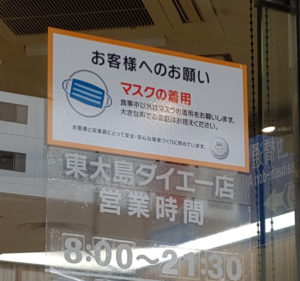 お客様へのお願い
マスクの着用
食事中以外はマスクの着用をお願いします。
大きな声でお会話はお控えください。
お客様と従業員にとって安全・安心な環境づくりに努めています。
東大島ダイエー店
営業時間
8:00～21:30